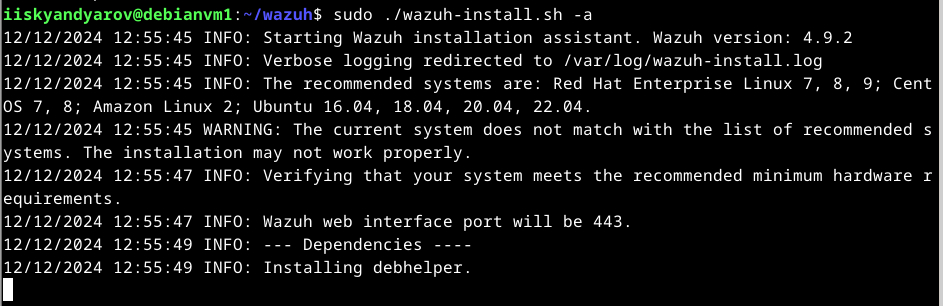 iiskyandyarov@debianvm1:~/wazuh$ sudo ./wazuh-install.sh -a
12/12/2024 12:55:45 INFO: Starting Wazuh installation assistant. Wazuh version: 4.9.2
12/12/2024 12:55:45 INFO: Verbose logging redirected to /var/log/wazuh-install.log
12/12/2024 12:55:45 INFO: The recommended systems are: Red Hat Enterprise Linux 7, 8, 9; Cent
OS 7, 8; Amazon Linux 2; Ubuntu 16.04, 18.04, 20.04, 22.04.
12/12/2024 12:55:45 WARNING: The current system does not match with the list of recommended s
ystems. The installation may not work properly.
12/12/2024 12:55:47 INFO: Verifying that your system meets the recommended minimum hardware r
equirements.
12/12/2024 12:55:47 INFO: Wazuh web interface port will be 443.
12/12/2024 12:55:49 INFO: --- Dependencies ----
12/12/2024 12:55:49 INFO: Installing debhelper.